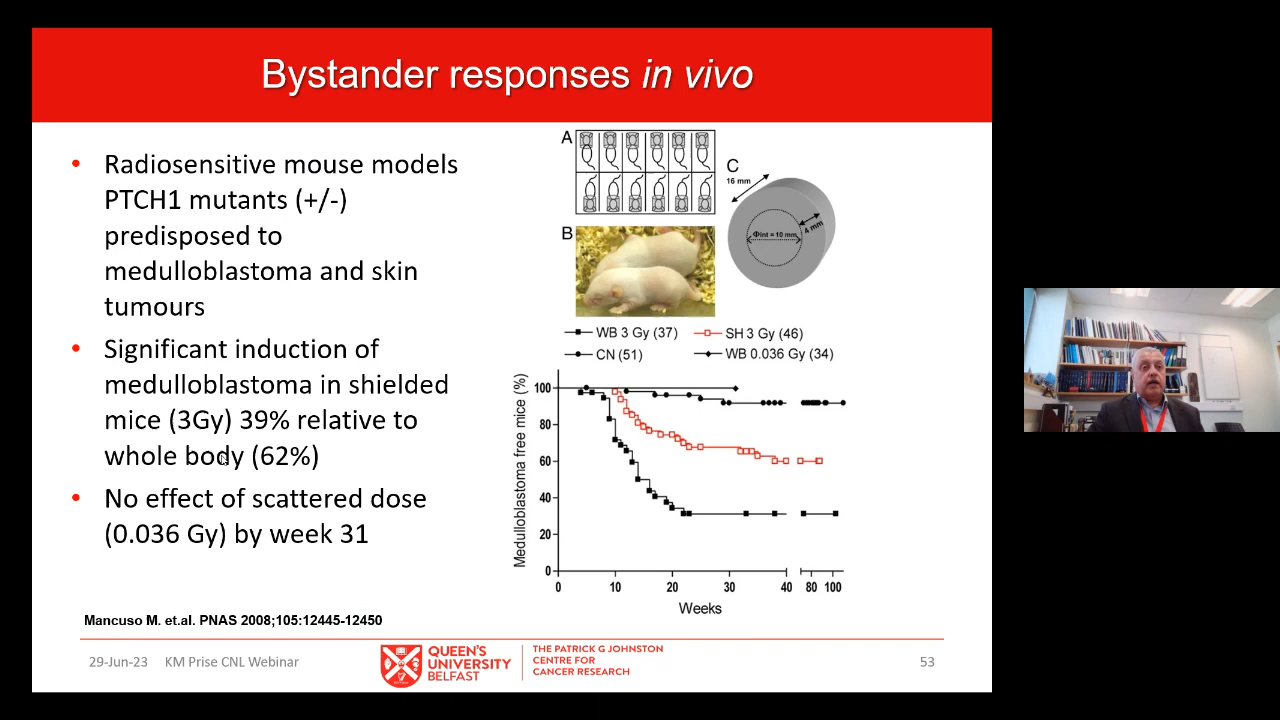 Bystander responses in vivo
• Radiosensitive mouse models
PTCH1 mutants (+/-)
predisposed to
medulloblastoma and skin
tumours
• Significant induction of
medulloblastoma in shielded
mice (3Gy) 39% relative to
whole body (62%)
• No effect of scattered dose
(0.036 Gy) by week 31
A
B
C
16 mm
4 mm
Φint = 10 mm
WB 3 Gy (37)
SH 3 Gy (46)
CN (51)
WB 0.036 Gy (34)
Medulloblastoma free mice (%)
100
80
60
40
20
0
0 10 20 30 40 80 100
Weeks
Mancuso M. et.al. PNAS 2008;105:12445-12450
29-Jun-23 KM Prise CNL Webinar
QUEEN'S
UNIVERSITY
BELFAST
THE PATRICK G JOHNSTON
CENTRE FOR
CANCER RESEARCH
53